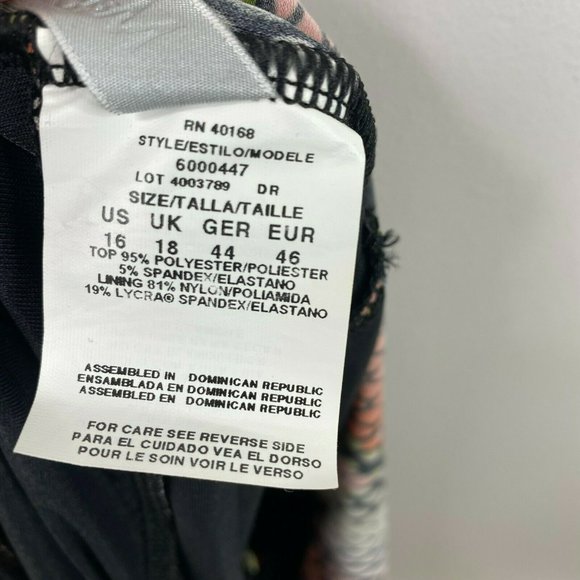 RN 40168
STYLE/ESTILO/MODELE
6000447
LOT 4003789 DR
SIZE/TALLA/TAILLE
US UK GER EUR
16 18 44 46
TOP 95% POLYESTER/POLIESTER
5% SPANDEX/ELASTANO
LINING 81% NYLON/POLIAMIDA
19% LYCRA® SPANDEX/ELASTANO
ASSEMBLED IN DOMINICAN REPUBLIC
ENSAMBLADA EN DOMINICAN REPUBLIC
ASSEMBLED EN DOMINICAN REPUBLIC
FOR CARE SEE REVERSE SIDE
PARA EL CUIDADO VEA EL DORSO
POUR LE SOIN VOIR LE VERSO